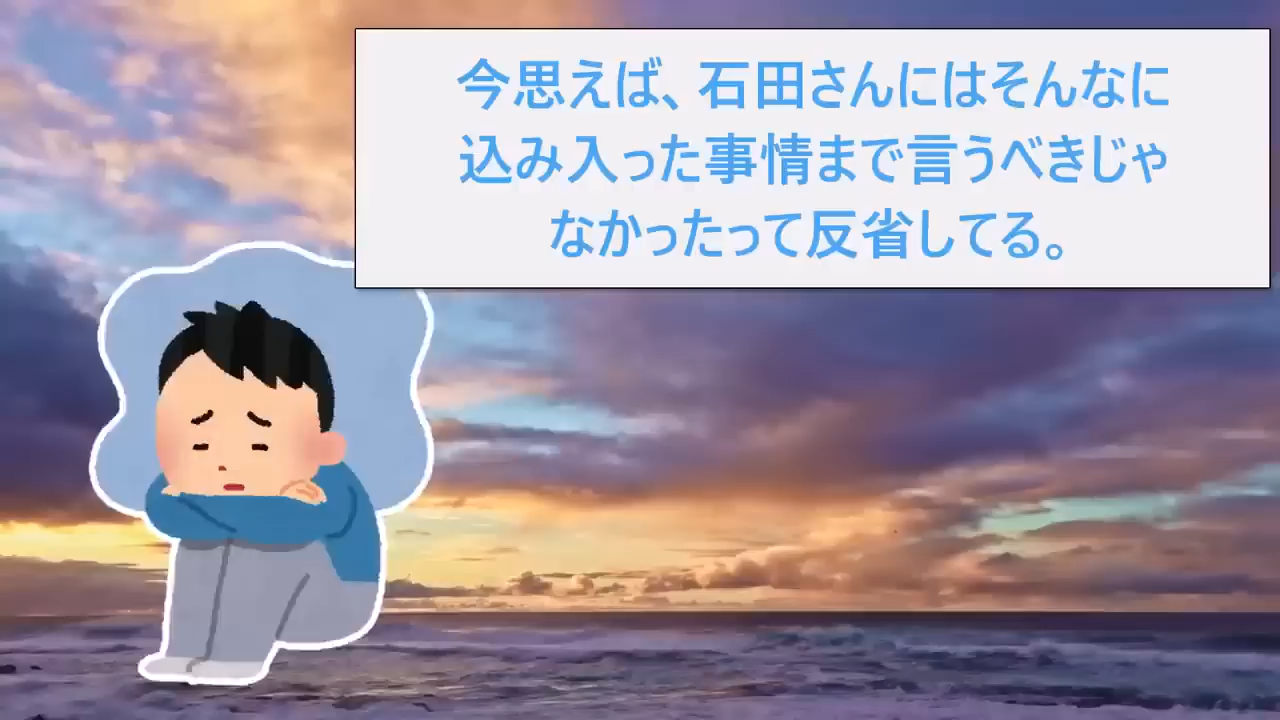 今思えば、石田さんにはそんなに
込み入った事情まで言うべきじゃ
なかったって反省してる。